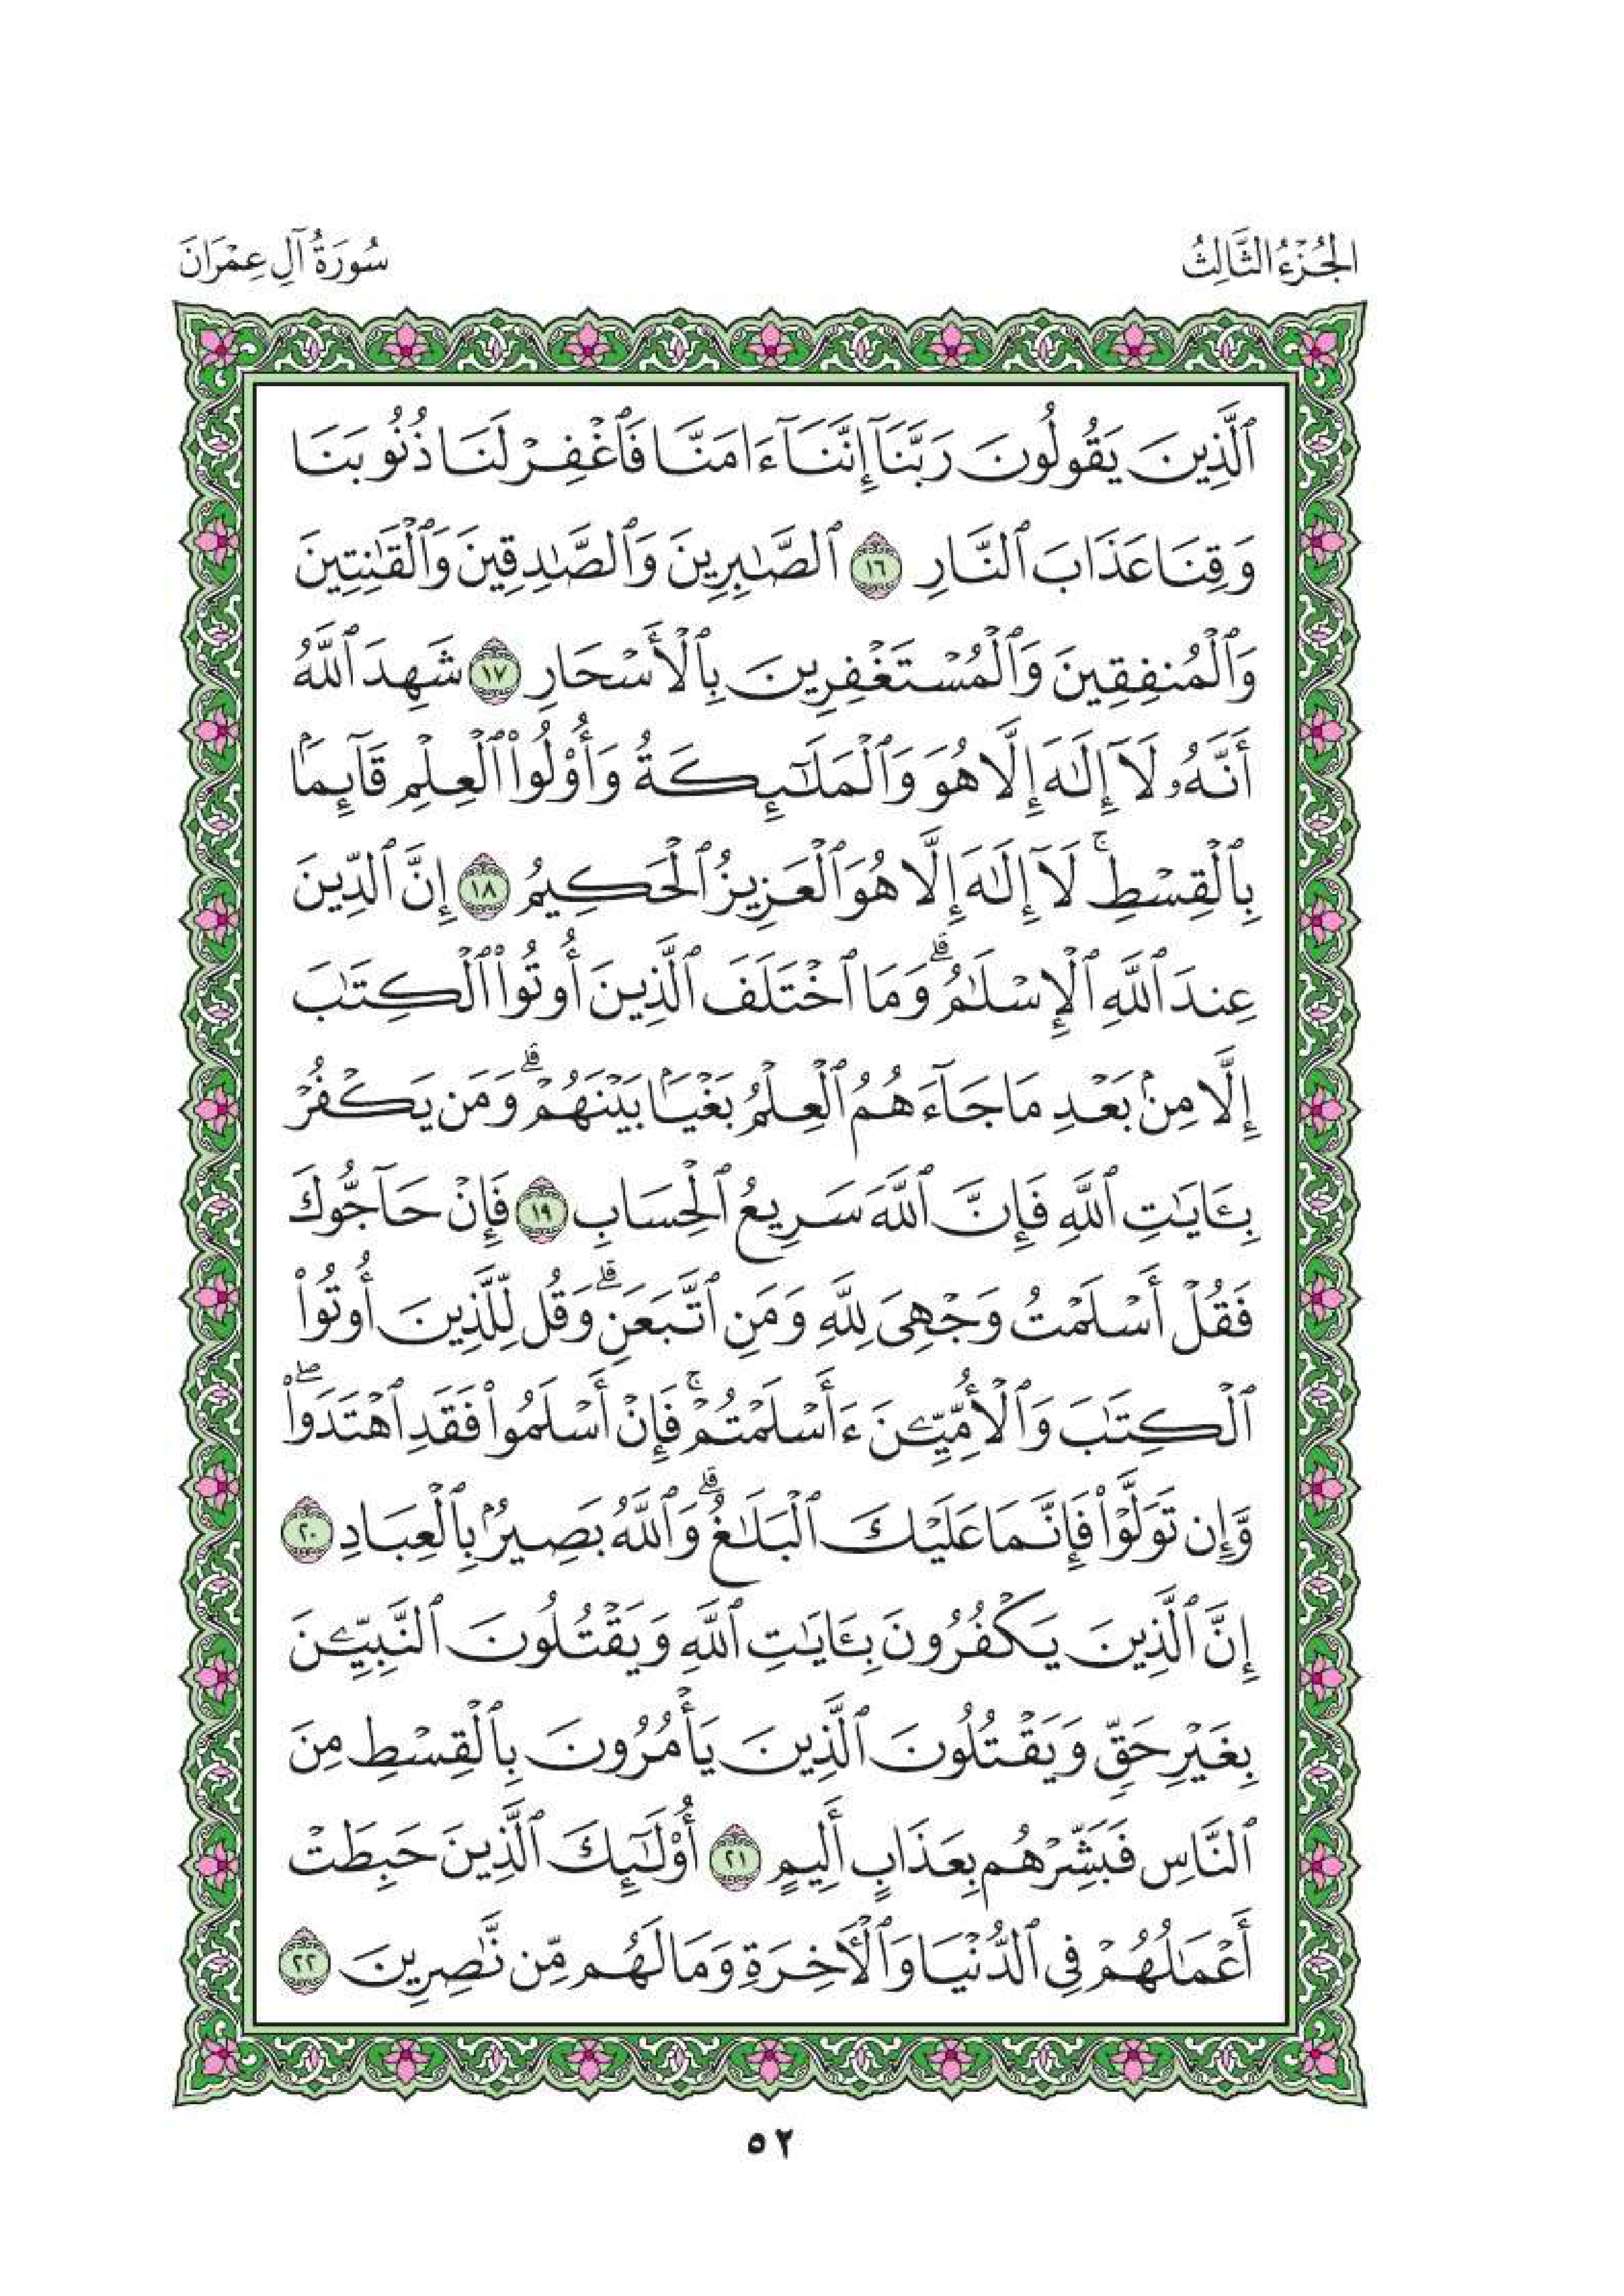 الجُزْءُ الثَّالِثُ
سُورَةُ آلِ عِمْرَانَ
ٱلَّذِينَ يَقُولُونَ رَبَّنَآ إِنَّنَآ ءَامَنَّا فَٱغْفِرْ لَنَا ذُنُوبَنَا
وَقِنَا عَذَابَ ٱلنَّارِ ١٦ ٱلصَّٰبِرِينَ وَٱلصَّٰدِقِينَ وَٱلْقَٰنِتِينَ
وَٱلْمُنفِقِينَ وَٱلْمُسْتَغْفِرِينَ بِٱلْأَسْحَارِ ١٧ شَهِدَ ٱللَّهُ
أَنَّهُۥ لَآ إِلَٰهَ إِلَّا هُوَ وَٱلْمَلَٰٓئِكَةُ وَأُو۟لُوا۟ ٱلْعِلْمِ قَآئِمًۢا
بِٱلْقِسْطِ ۚ لَآ إِلَٰهَ إِلَّا هُوَ ٱلْعَزِيزُ ٱلْحَكِيمُ ١٨ إِنَّ ٱلدِّينَ
عِندَ ٱللَّهِ ٱلْإِسْلَٰمُ ۗ وَمَا ٱخْتَلَفَ ٱلَّذِينَ أُوتُوا۟ ٱلْكِتَٰبَ
إِلَّا مِنۢ بَعْدِ مَا جَآءَهُمُ ٱلْعِلْمُ بَغْيًۢا بَيْنَهُمْ ۗ وَمَن يَكْفُرْ
بِـَٔايَٰتِ ٱللَّهِ فَإِنَّ ٱللَّهَ سَرِيعُ ٱلْحِسَابِ ١٩ فَإِنْ حَآجُّوكَ
فَقُلْ أَسْلَمْتُ وَجْهِىَ لِلَّهِ وَمَنِ ٱتَّبَعَنِ ۗ وَقُل لِّلَّذِينَ أُوتُوا۟
ٱلْكِتَٰبَ وَٱلْأُمِّيِّـۧنَ ءَأَسْلَمْتُمْ ۚ فَإِنْ أَسْلَمُوا۟ فَقَدِ ٱهْتَدَوا۟ ۖ
وَّإِن تَوَلَّوْا۟ فَإِنَّمَا عَلَيْكَ ٱلْبَلَٰغُ ۗ وَٱللَّهُ بَصِيرٌۢ بِٱلْعِبَادِ ٢٠
إِنَّ ٱلَّذِينَ يَكْفُرُونَ بِـَٔايَٰتِ ٱللَّهِ وَيَقْتُلُونَ ٱلنَّبِيِّـۧنَ
بِغَيْرِ حَقٍّ وَيَقْتُلُونَ ٱلَّذِينَ يَأْمُرُونَ بِٱلْقِسْطِ مِنَ
ٱلنَّاسِ فَبَشِّرْهُم بِعَذَابٍ أَلِيمٍ ٢١ أُو۟لَٰٓئِكَ ٱلَّذِينَ حَبِطَتْ
أَعْمَٰلُهُمْ فِى ٱلدُّنْيَا وَٱلْـَٔاخِرَةِ وَمَا لَهُم مِّن نَّٰصِرِينَ ٢٢
٥٢